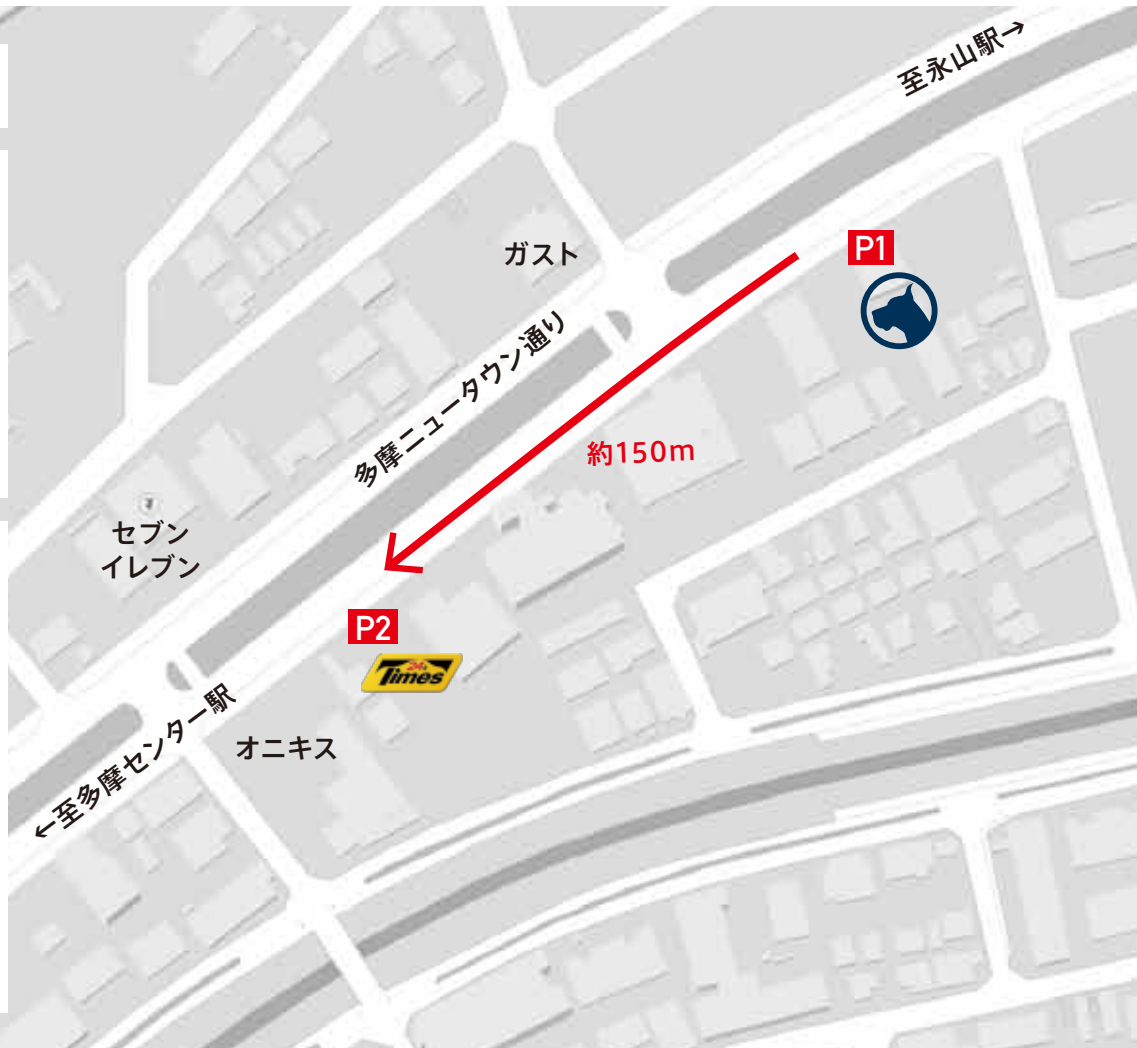 至永山駅→
P1
ガスト
多摩ニュータウン通り
約150m
セブン
イレブン
P2
24h
Times
←至多摩センター駅
オニキス